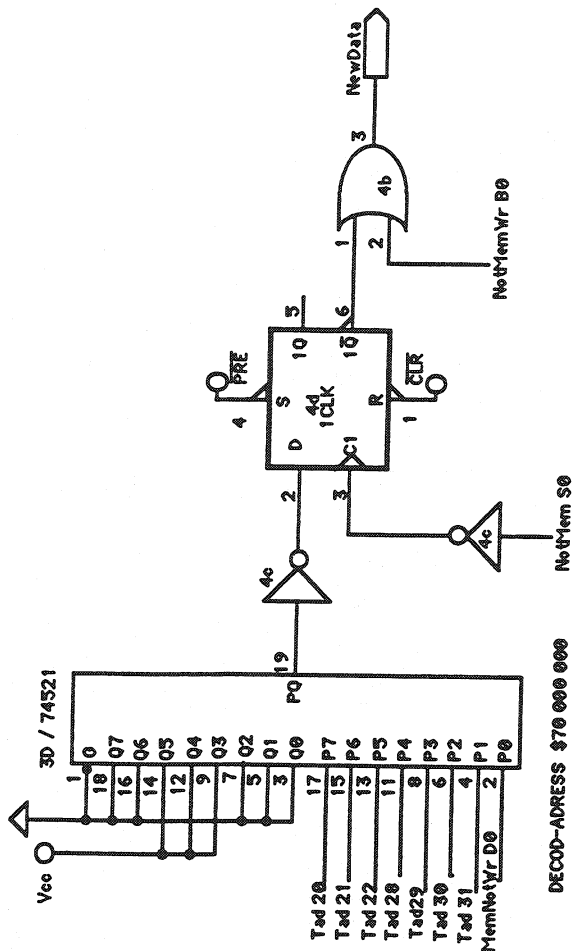 Vcc
3D / 74521
1 G
18 Q7
16 Q6
14 Q5
12 Q4
9 Q3
7 Q2
5 Q1
3 Q0
Tad 20 17 P7
Tad 21 15 P6
Tad 22 13 P5
Tad 28 11 P4
Tad29 8 P3
Tad 30 6 P2
Tad 31 4 P1
MemNotWr D0 2 P0
PQ 19
4c
4 PRE
2 D S 1Q 5
4d
1CLK
3 C1 R 1Q 6
1 CLR
4c
NotMem S0
1
2
4b
3
NewData
NotMemWr B0
DECOD-ADRESS $70 000 000